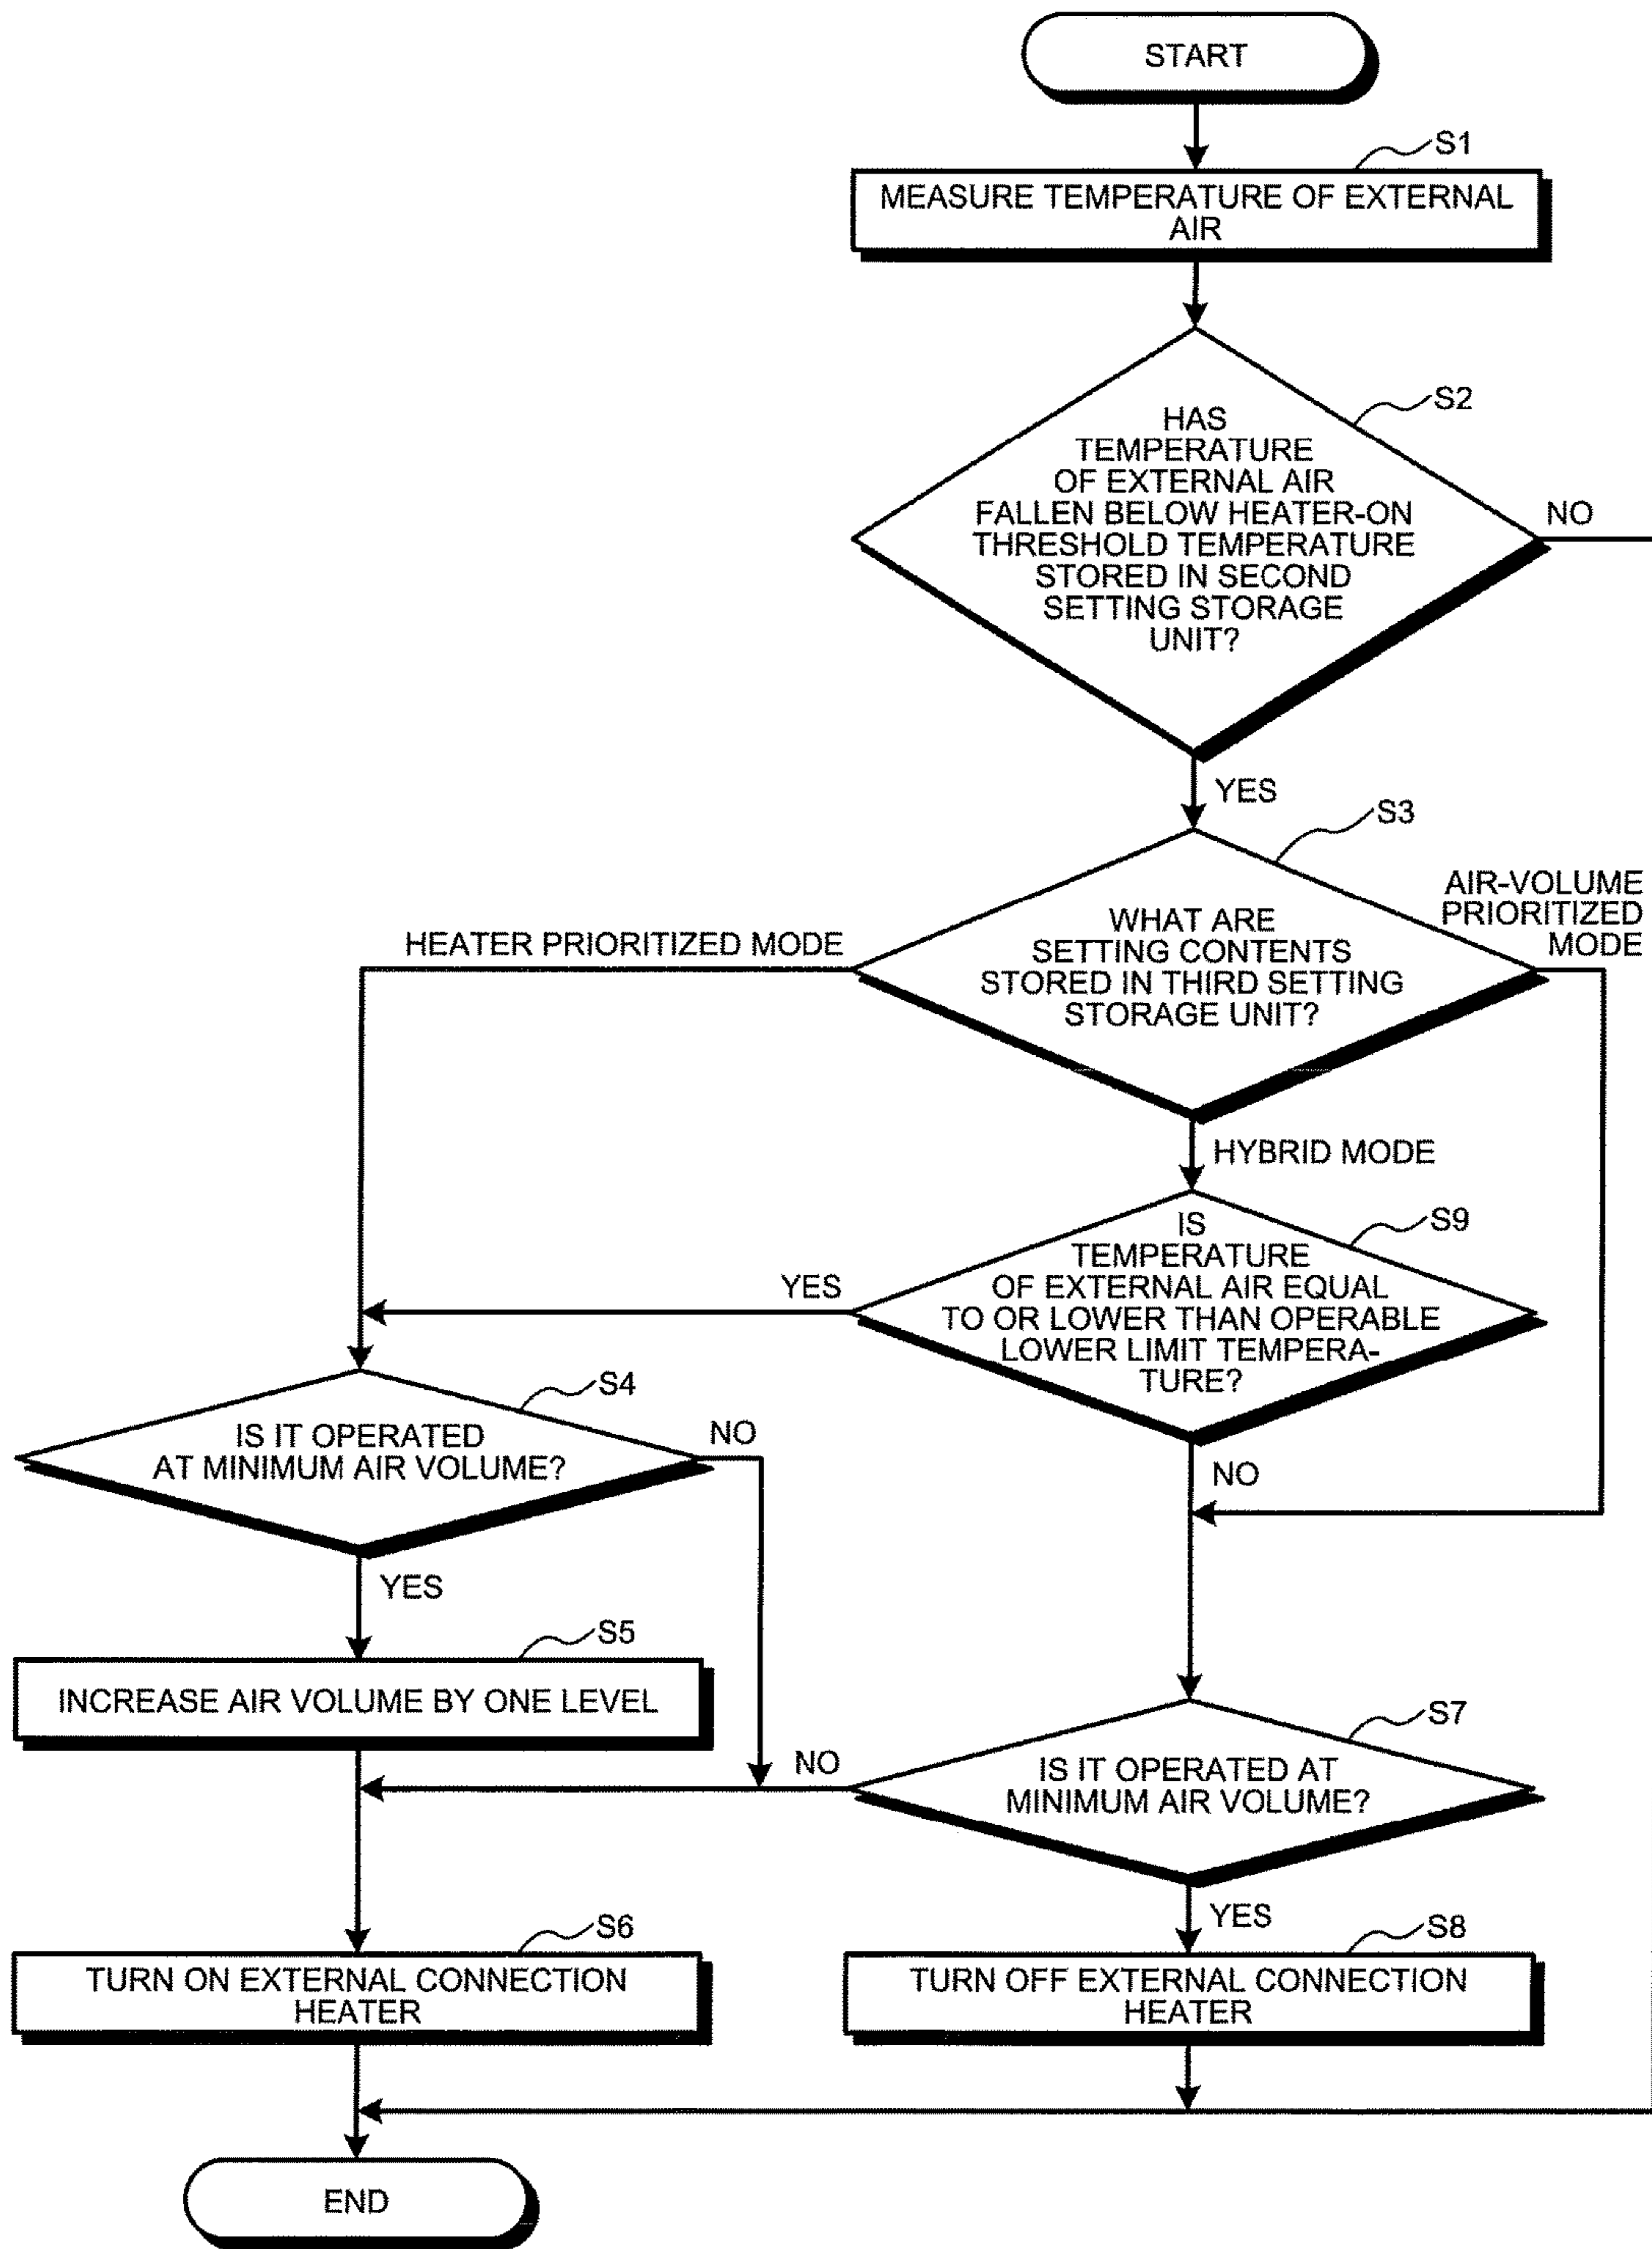 START
S1
MEASURE TEMPERATURE OF EXTERNAL
AIR
S2
HAS
TEMPERATURE
OF EXTERNAL AIR
FALLEN BELOW HEATER-ON
THRESHOLD TEMPERATURE
STORED IN SECOND
SETTING STORAGE
UNIT?
NO
YES
S3
WHAT ARE
SETTING CONTENTS
STORED IN THIRD SETTING
STORAGE UNIT?
HEATER PRIORITIZED MODE
AIR-VOLUME
PRIORITIZED
MODE
HYBRID MODE
S9
IS
TEMPERATURE
OF EXTERNAL AIR EQUAL
TO OR LOWER THAN OPERABLE
LOWER LIMIT TEMPERA-
TURE?
YES
NO
S4
IS IT OPERATED
AT MINIMUM AIR VOLUME?
NO
YES
S5
INCREASE AIR VOLUME BY ONE LEVEL
S7
IS IT OPERATED AT
MINIMUM AIR VOLUME?
NO
YES
S6
TURN ON EXTERNAL CONNECTION
HEATER
S8
TURN OFF EXTERNAL CONNECTION
HEATER
END